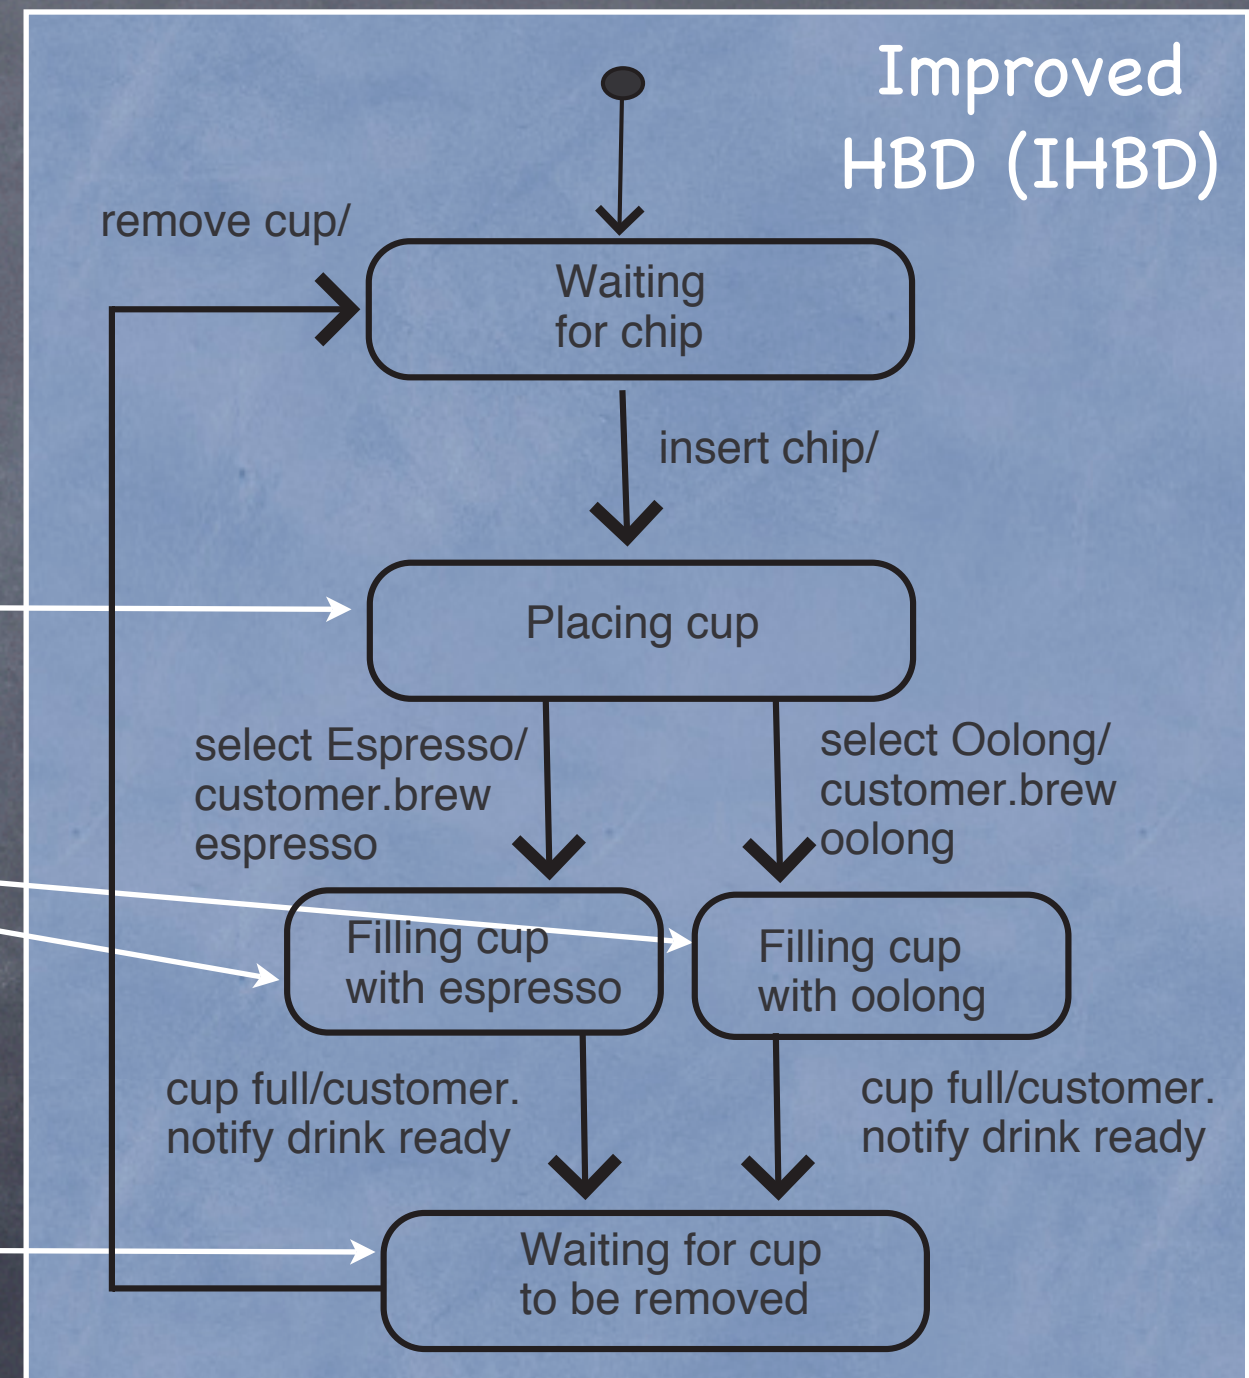 Improved
HBD (IHBD)
remove cup/
Waiting
for chip
insert chip/
Placing cup
select Espresso/
customer.brew
espresso
select Oolong/
customer.brew
oolong
Filling cup
with espresso
Filling cup
with oolong
cup full/customer.
notify drink ready
cup full/customer.
notify drink ready
Waiting for cup
to be removed